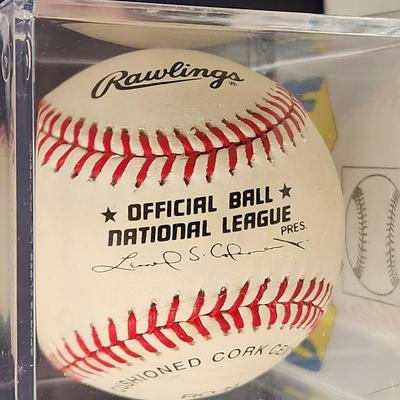 Rawlings®
★ OFFICIAL BALL ★
NATIONAL LEAGUE
PRES.
CUSHIONED CORK CE